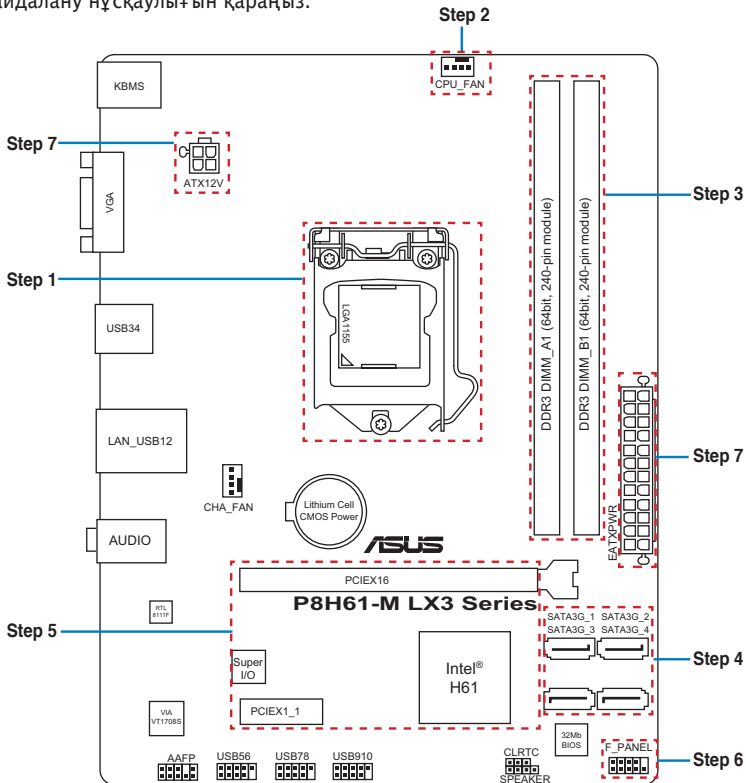 нұсқаулығын қараңыз.
Step 2
KBMS
CPU_FAN
Step 7
ATX12V
VGA
DDR3 DIMM_A1 (64bit, 240-pin module)
DDR3 DIMM_B1 (64bit, 240-pin module)
Step 3
Step 1
LGA1155
USB34
LAN_USB12
CHA_FAN
Lithium Cell
CMOS Power
EATXPWR
Step 7
AUDIO
ASUS
PCIEX16
P8H61-M LX3 Series
RTL
8111F
SATA3G_1 SATA3G_2
SATA3G_3 SATA3G_4
Step 5
Super
I/O
Intel®
H61
Step 4
PCIEX1_1
VIA
VT1708S
32Mb
BIOS
AAFP
USB56
USB78
USB910
CLRTC
SPEAKER
F_PANEL
Step 6